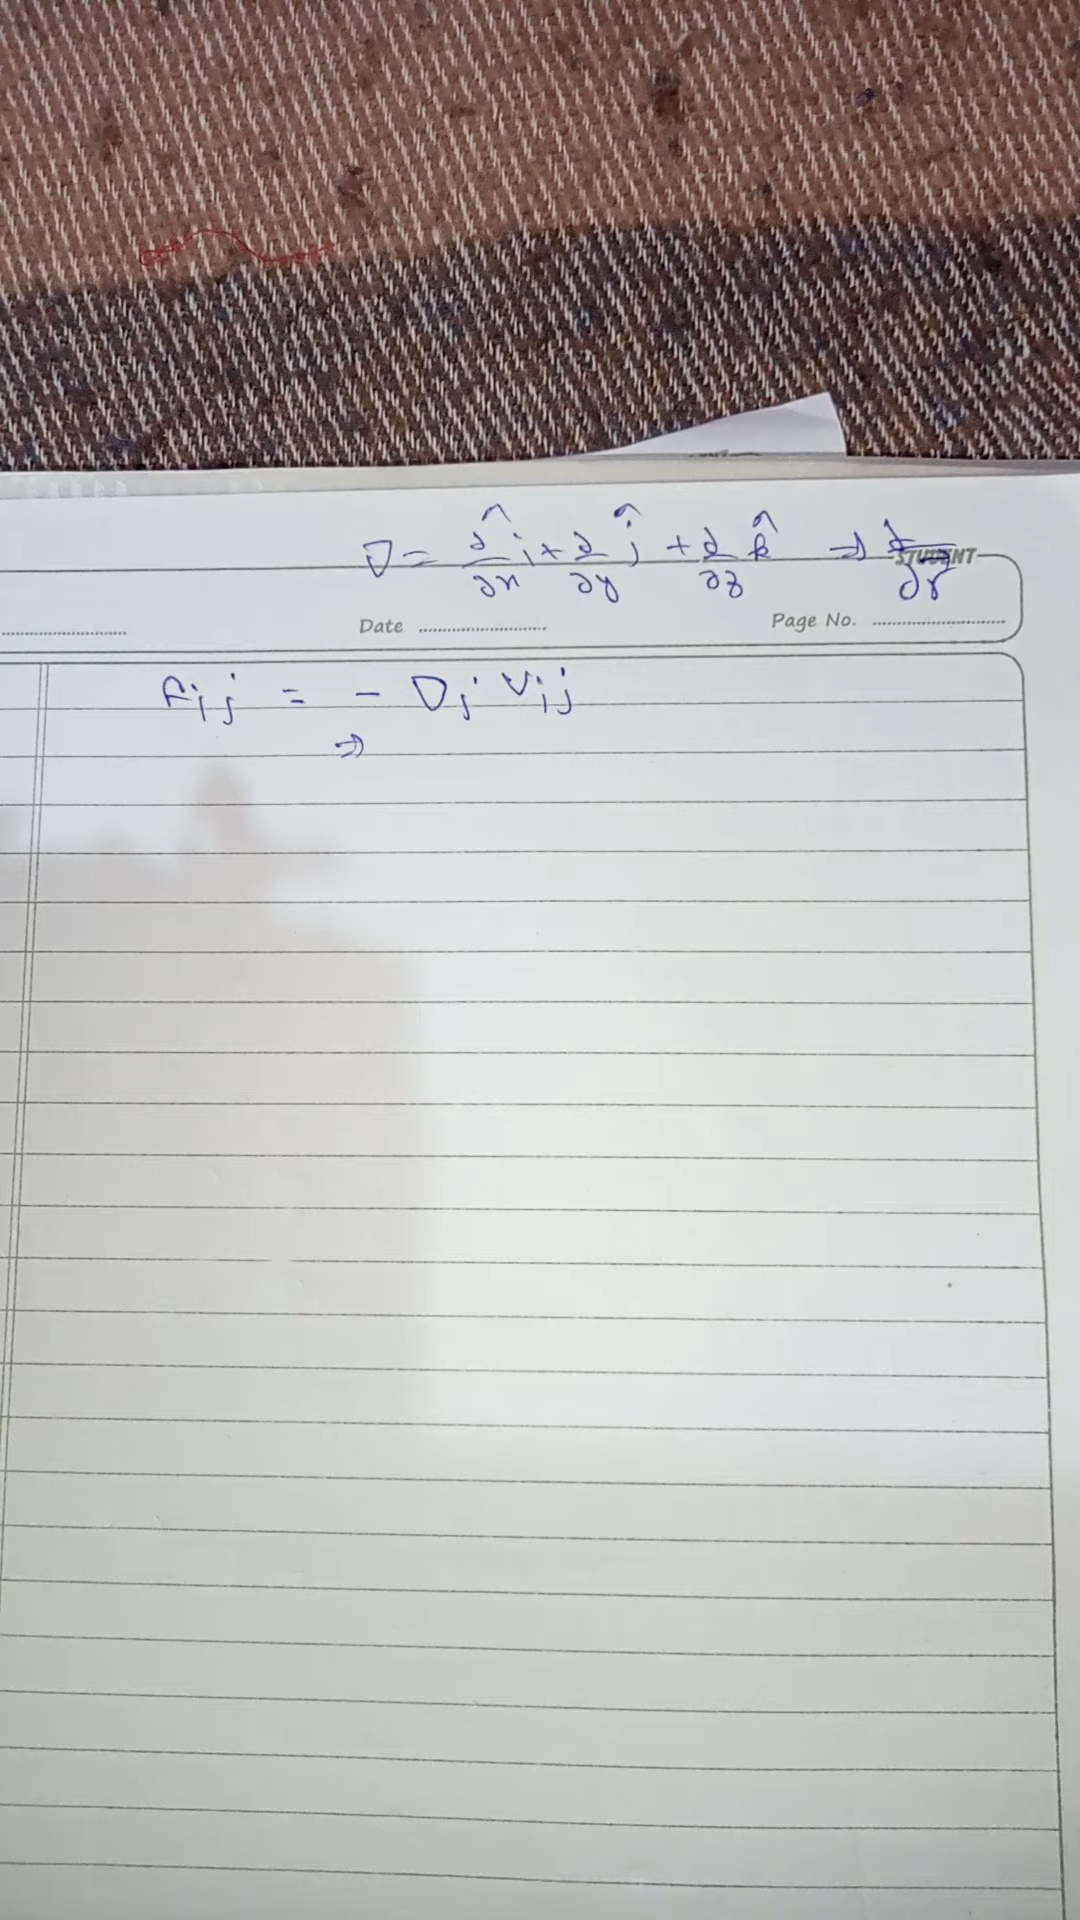 ∇ = ∂/∂x î + ∂/∂y ĵ + ∂/∂z k̂ ⇒ ∂/∂r
STUDENT
Date ........................ Page No. ........................
Fij = - ∇j Vij
⇒